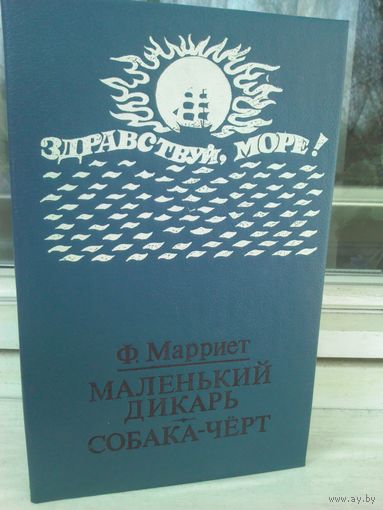 ЗДРАВСТВУЙ, МОРЕ!
Ф. Марриет
МАЛЕНЬКИЙ
ДИКАРЬ
СОБАКА-ЧЁРТ
www.ay.by